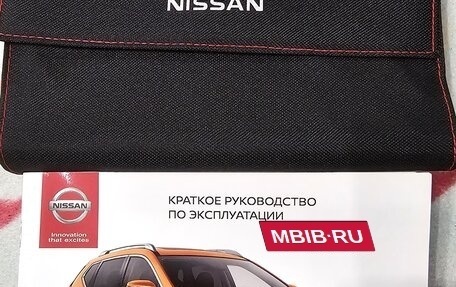 NISSAN
NISSAN
Innovation
that excites
КРАТКОЕ РУКОВОДСТВО
ПО ЭКСПЛУАТАЦИИ
MBIB.RU